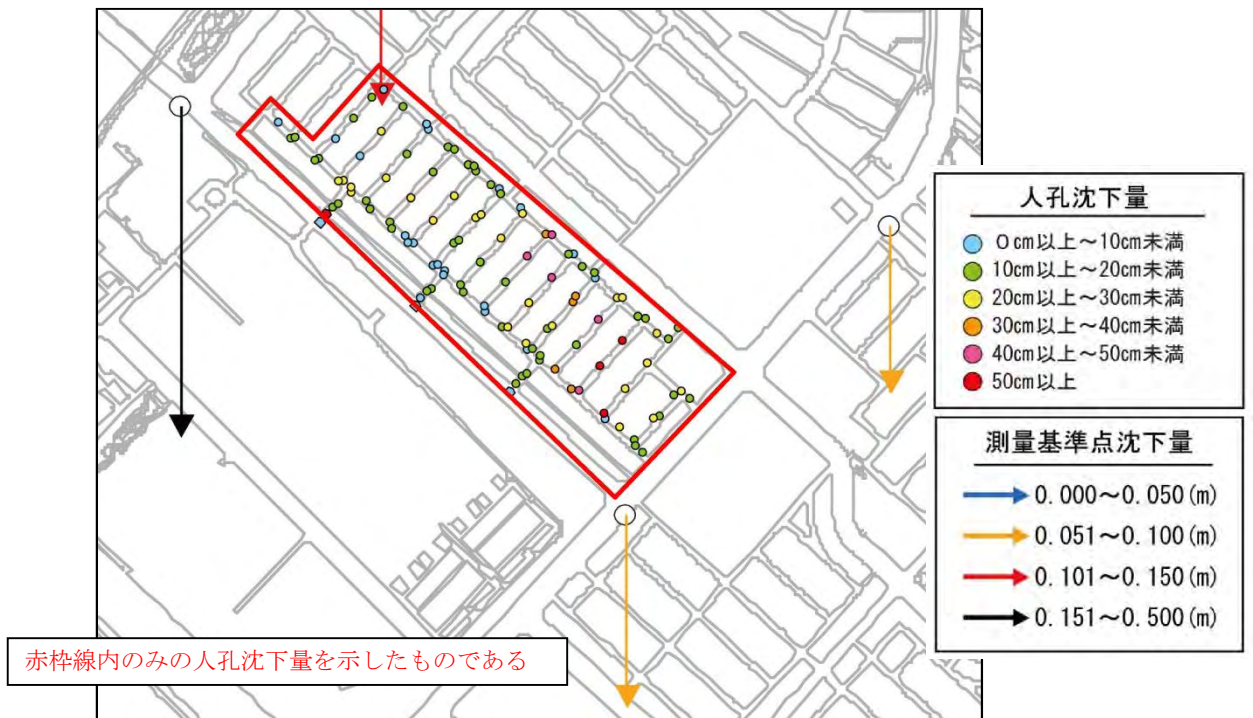 人孔沈下量
0cm以上～10cm未満
10cm以上～20cm未満
20cm以上～30cm未満
30cm以上～40cm未満
40cm以上～50cm未満
50cm以上
測量基準点沈下量
0.000～0.050(m)
0.051～0.100(m)
0.101～0.150(m)
0.151～0.500(m)
赤枠線内のみの人孔沈下量を示したものである